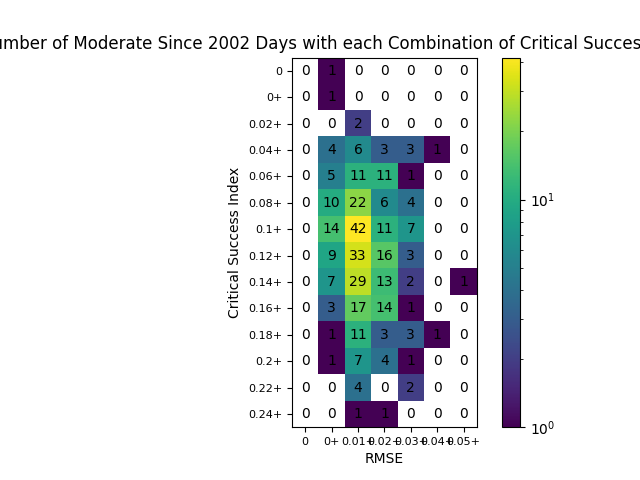 umber of Moderate Since 2002 Days with each Combination of Critical Succes
0 0 1 0 0 0 0 0
0+ 0 1 0 0 0 0 0
0.02+ 0 0 2 0 0 0 0
0.04+ 0 4 6 3 3 1 0
0.06+ 0 5 11 11 1 0 0
0.08+ 0 10 22 6 4 0 0
0.1+ 0 14 42 11 7 0 0
0.12+ 0 9 33 16 3 0 0
0.14+ 0 7 29 13 2 0 1
0.16+ 0 3 17 14 1 0 0
0.18+ 0 1 11 3 3 1 0
0.2+ 0 1 7 4 1 0 0
0.22+ 0 0 4 0 2 0 0
0.24+ 0 0 1 1 0 0 0
0 0+ 0.01+ 0.02+ 0.03+ 0.04+ 0.05+
RMSE
Critical Success Index
10¹
10⁰